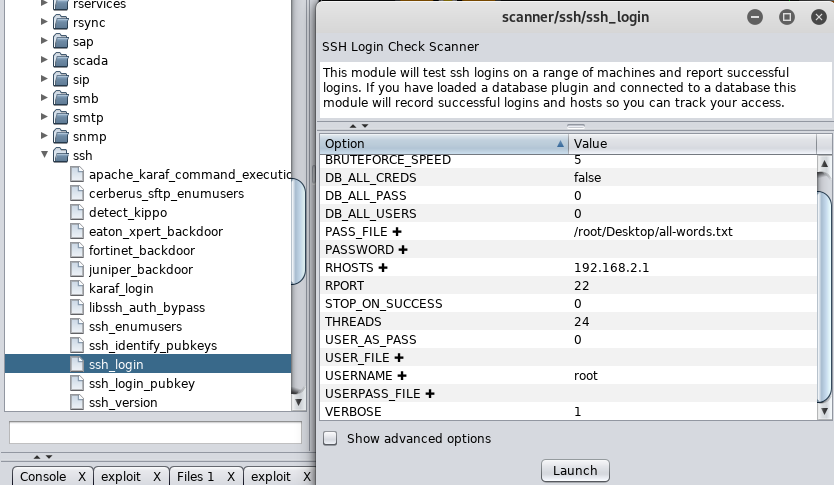 rservices
rsync
sap
scada
sip
smb
smtp
snmp
ssh
apache_karaf_command_executic
cerberus_sftp_enumusers
detect_kippo
eaton_xpert_backdoor
fortinet_backdoor
juniper_backdoor
karaf_login
libssh_auth_bypass
ssh_enumusers
ssh_identify_pubkeys
ssh_login
ssh_login_pubkey
ssh_version
Console X exploit X Files 1 X exploit X
scanner/ssh/ssh_login
SSH Login Check Scanner
This module will test ssh logins on a range of machines and report successful
logins. If you have loaded a database plugin and connected to a database this
module will record successful logins and hosts so you can track your access.
Option Value
BRUTEFORCE_SPEED 5
DB_ALL_CREDS false
DB_ALL_PASS 0
DB_ALL_USERS 0
PASS_FILE ✚ /root/Desktop/all-words.txt
PASSWORD ✚
RHOSTS ✚ 192.168.2.1
RPORT 22
STOP_ON_SUCCESS 0
THREADS 24
USER_AS_PASS 0
USER_FILE ✚
USERNAME ✚ root
USERPASS_FILE ✚
VERBOSE 1
Show advanced options
Launch